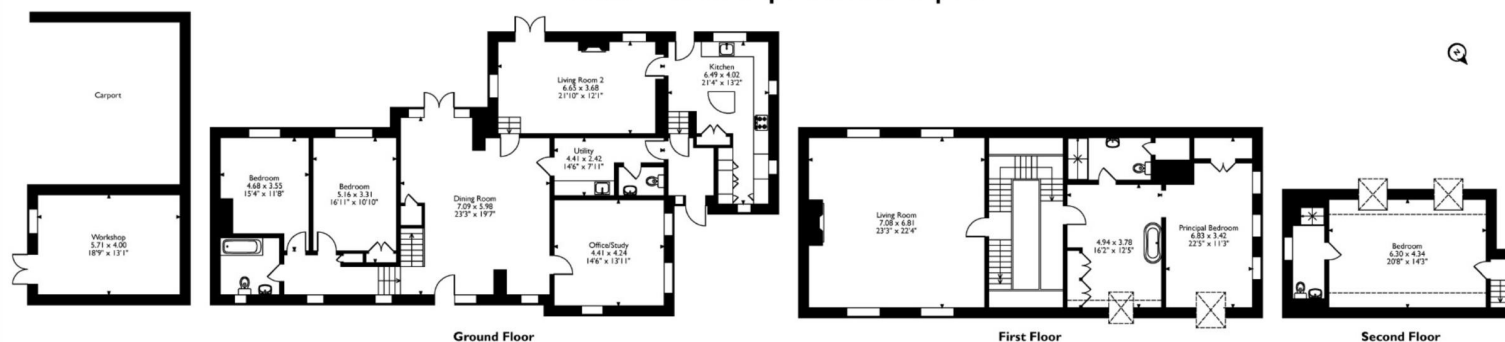 Carport
Workshop
5.71 x 4.00
18'9" x 13'1"
Bedroom
4.68 x 3.55
15'4" x 11'8"
Bedroom
5.16 x 3.31
16'11" x 10'10"
Dining Room
7.09 x 5.98
23'3" x 19'7"
Living Room 2
6.65 x 3.68
21'10" x 12'1"
Utility
4.41 x 2.42
14'6" x 7'11"
Office/Study
4.41 x 4.24
14'6" x 13'11"
Kitchen
6.49 x 4.02
21'4" x 13'2"
Ground Floor
Living Room
7.08 x 6.81
23'3" x 22'4"
4.94 x 3.78
16'2" x 12'5"
Principal Bedroom
6.83 x 3.42
22'5" x 11'3"
First Floor
Bedroom
6.30 x 4.34
20'8" x 14'3"
Second Floor
N